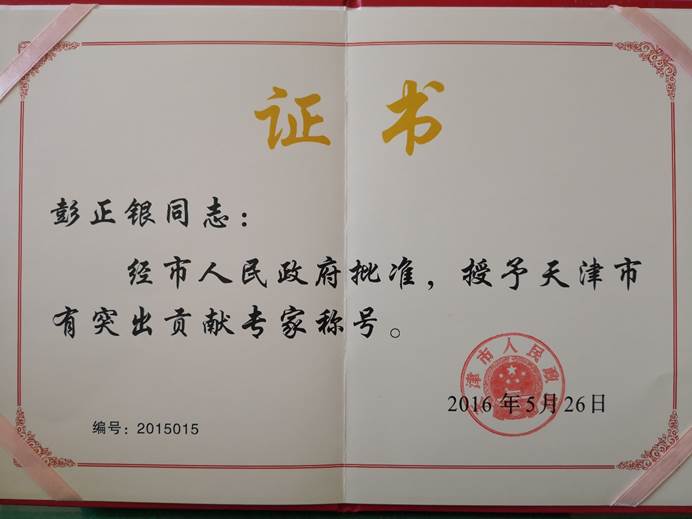 证书
彭正银同志：
经市人民政府批准，授予天津市
有突出贡献专家称号。
津市人民政
2016年5月26日
编号：2015015